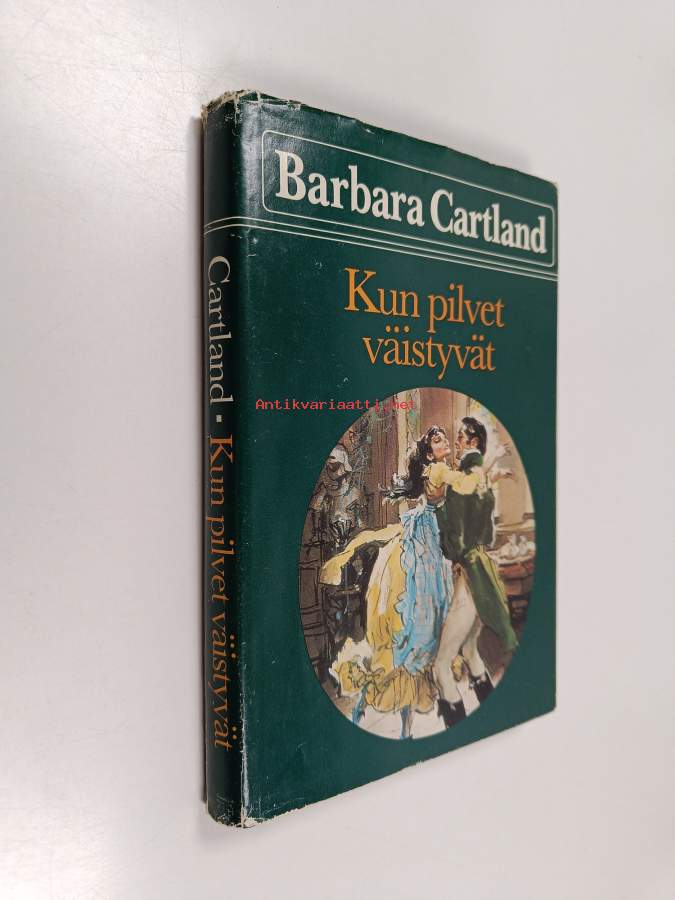 Barbara Cartland
Kun pilvet
väistyvät
Cartland ▪ Kun pilvet väistyvät
Antikvariaatti.net